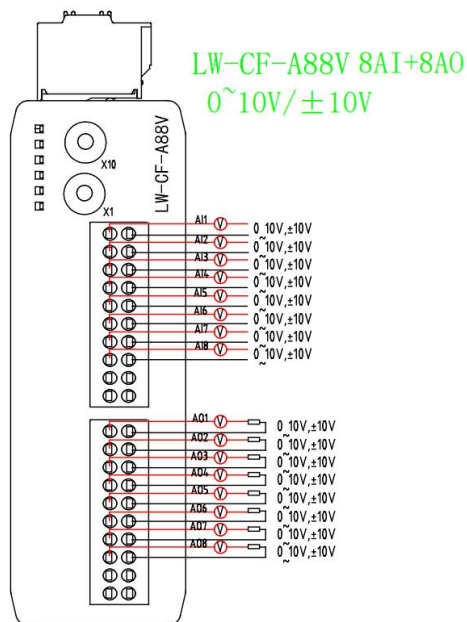 LW-CF-A88V 8AI+8AO
0~10V/±10V
LW-CF-A88V
X10
X1
AI1 V 0~10V,±10V
AI2 V 0~10V,±10V
AI3 V 0~10V,±10V
AI4 V 0~10V,±10V
AI5 V 0~10V,±10V
AI6 V 0~10V,±10V
AI7 V 0~10V,±10V
AI8 V 0~10V,±10V
AO1 V 0~10V,±10V
AO2 V 0~10V,±10V
AO3 V 0~10V,±10V
AO4 V 0~10V,±10V
AO5 V 0~10V,±10V
AO6 V 0~10V,±10V
AO7 V 0~10V,±10V
AO8 V 0~10V,±10V